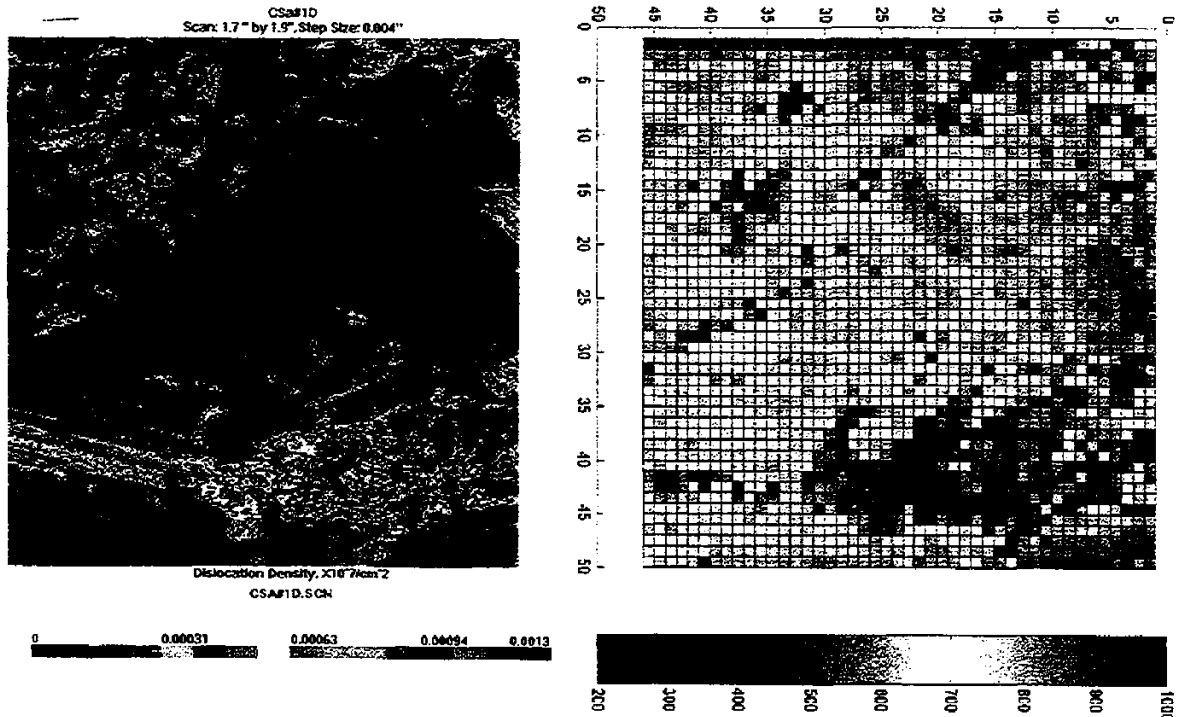 CSa#1D
Scan: 1.7 " by 1.9", Step Size: 0.004"
Dislocation Density, X10^7/cm^2
CSA#1D.SCN
0 0.00031 0.00063 0.00094 0.0013
50 45 40 35 30 25 20 15 10 5 0
0
5
10
15
20
25
30
35
40
45
50
200 300 400 500 600 700 800 900 1000